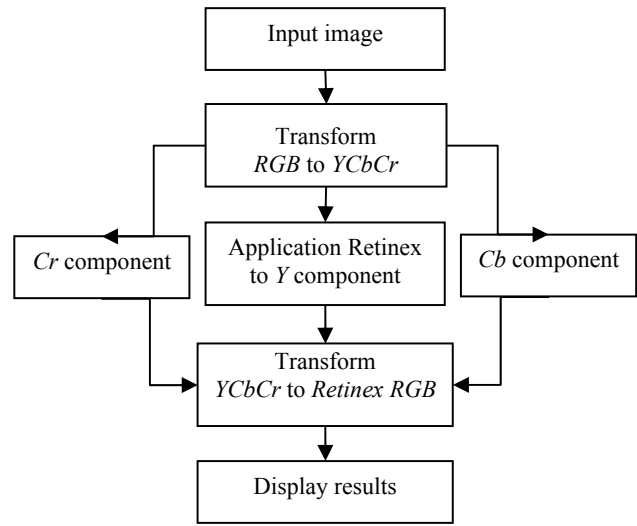 Input image
Transform
RGB to YCbCr
Cr component
Application Retinex
to Y component
Cb component
Transform
YCbCr to Retinex RGB
Display results